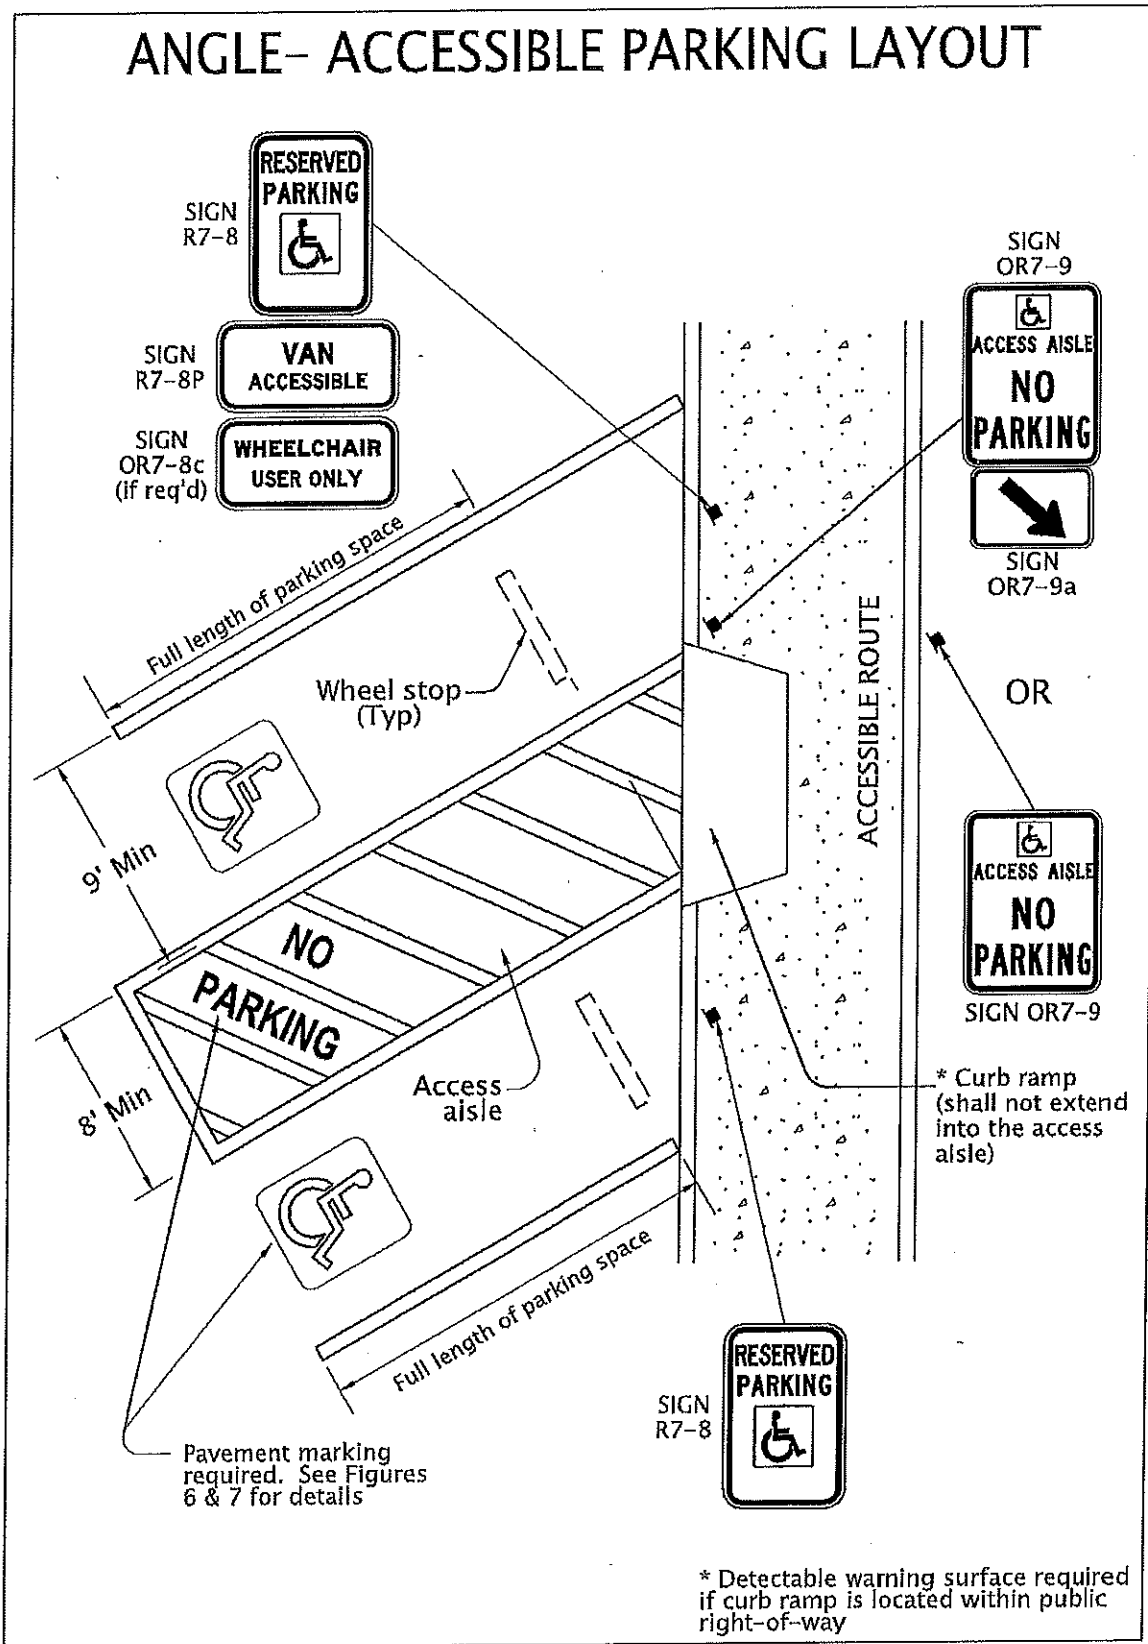 ANGLE- ACCESSIBLE PARKING LAYOUT
RESERVED
PARKING
SIGN
R7-8
SIGN
R7-8P
VAN
ACCESSIBLE
SIGN
OR7-8c
(if req'd)
WHEELCHAIR
USER ONLY
SIGN
OR7-9
ACCESS AISLE
NO
PARKING
SIGN
OR7-9a
Full length of parking space
Wheel stop
(Typ)
ACCESSIBLE ROUTE
OR
9' Min
NO
PARKING
ACCESS AISLE
NO
PARKING
SIGN OR7-9
8' Min
Access
aisle
* Curb ramp
(shall not extend
into the access
aisle)
Full length of parking space
RESERVED
PARKING
SIGN
R7-8
Pavement marking
required. See Figures
6 & 7 for details
* Detectable warning surface required
if curb ramp is located within public
right-of-way